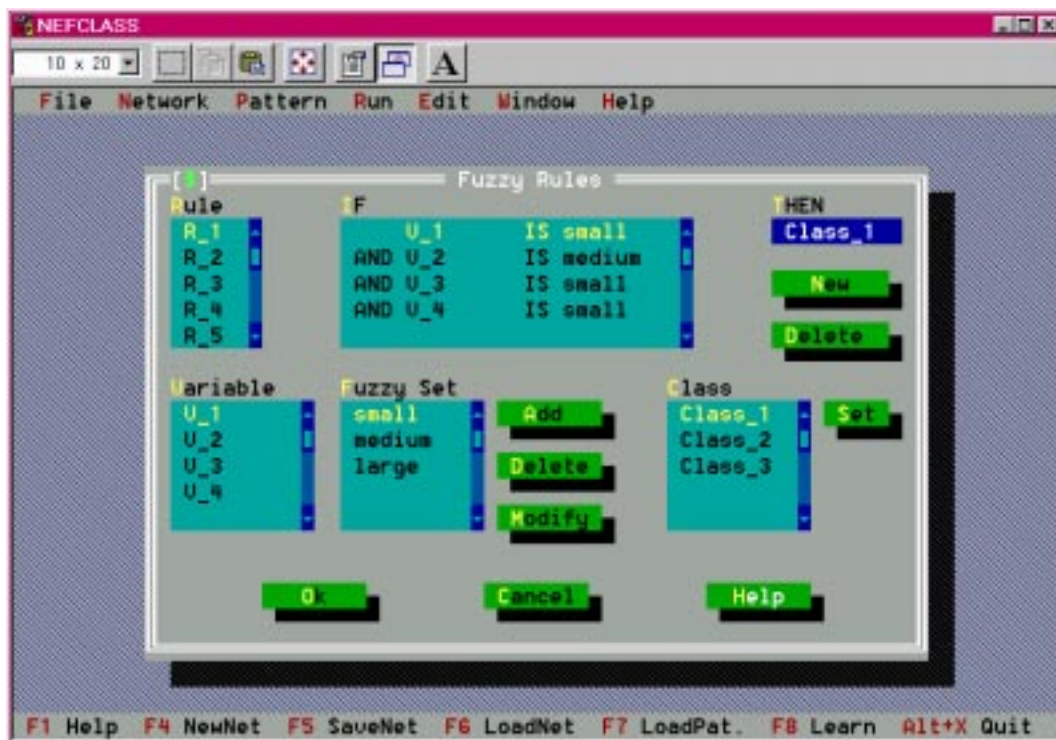 NEFCLASS
10 x 20
A
File Network Pattern Run Edit Window Help
Fuzzy Rules
Rule IF THEN
R_1 V_1 IS small Class_1
R_2 AND V_2 IS medium
R_3 AND V_3 IS small New
R_4 AND V_4 IS small
R_5 Delete
Variable Fuzzy Set Class
V_1 small Add Class_1 Set
V_2 medium Class_2
V_3 large Delete Class_3
V_4
Modify
Ok Cancel Help
F1 Help F4 NewNet F5 SaveNet F6 LoadNet F7 LoadPat. F8 Learn Alt+X Quit